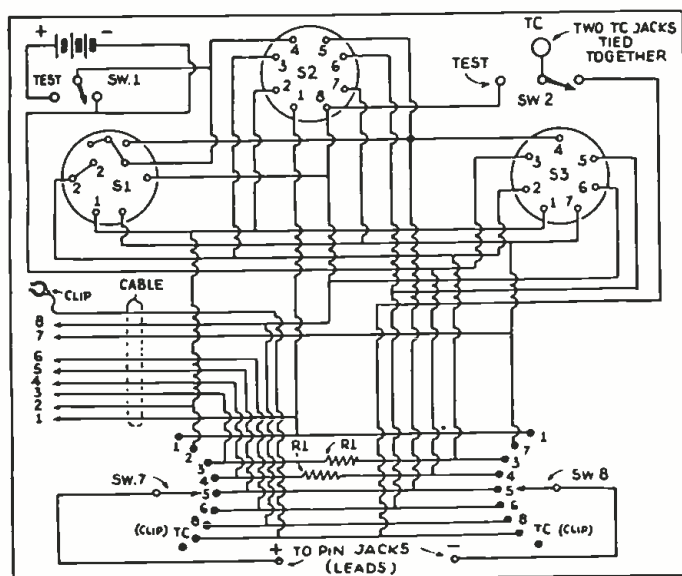 + -
TEST
SW.1
4 5
3 6
S2
2 7
1 8
TC
TWO TC JACKS
TIED
TOGETHER
TEST
SW 2
2
2
S1
1
4
3 5
S3
2 6
1 7
CLIP
CABLE
8
7
6
5
4
3
2
1
1
2
3
4
5
6
8
(CLIP) TC
R1 R1
SW.7
1
7
3
4
5
6
8
TC (CLIP)
SW 8
+ TO PIN JACKS -
(LEADS)